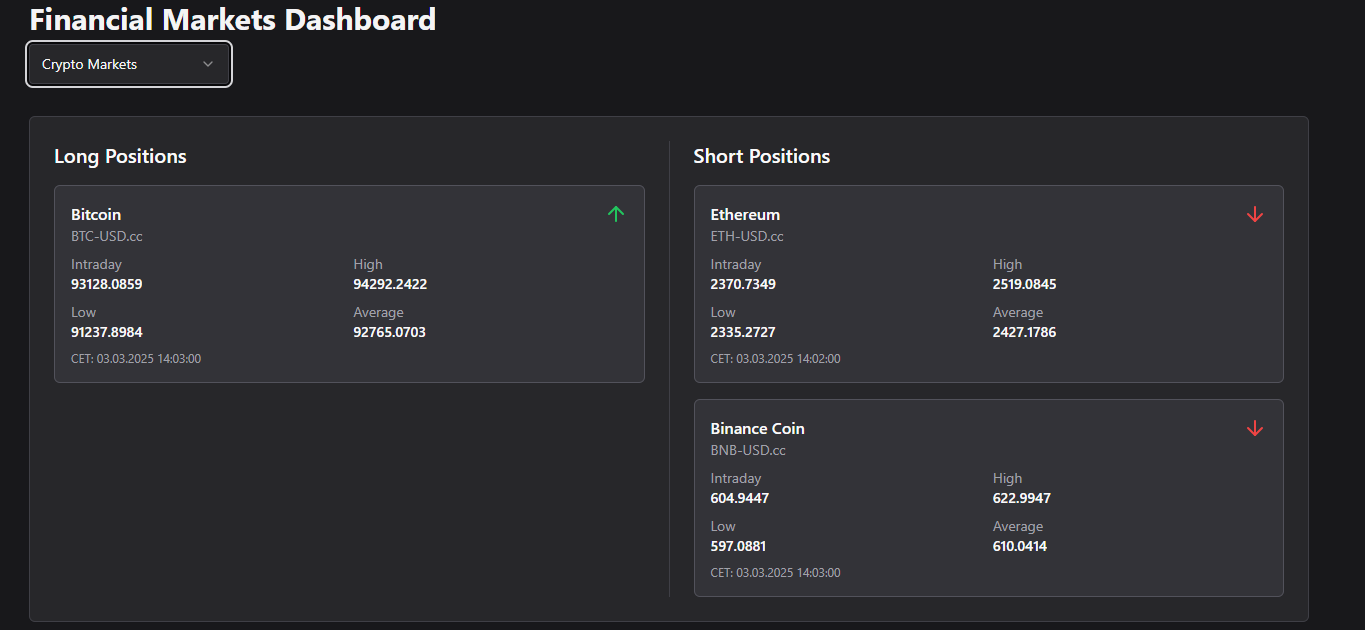 Financial Markets Dashboard
Crypto Markets
Long Positions
Bitcoin
BTC-USD.cc
Intraday High
93128.0859 94292.2422
Low Average
91237.8984 92765.0703
CET: 03.03.2025 14:03:00
Short Positions
Ethereum
ETH-USD.cc
Intraday High
2370.7349 2519.0845
Low Average
2335.2727 2427.1786
CET: 03.03.2025 14:02:00
Binance Coin
BNB-USD.cc
Intraday High
604.9447 622.9947
Low Average
597.0881 610.0414
CET: 03.03.2025 14:03:00